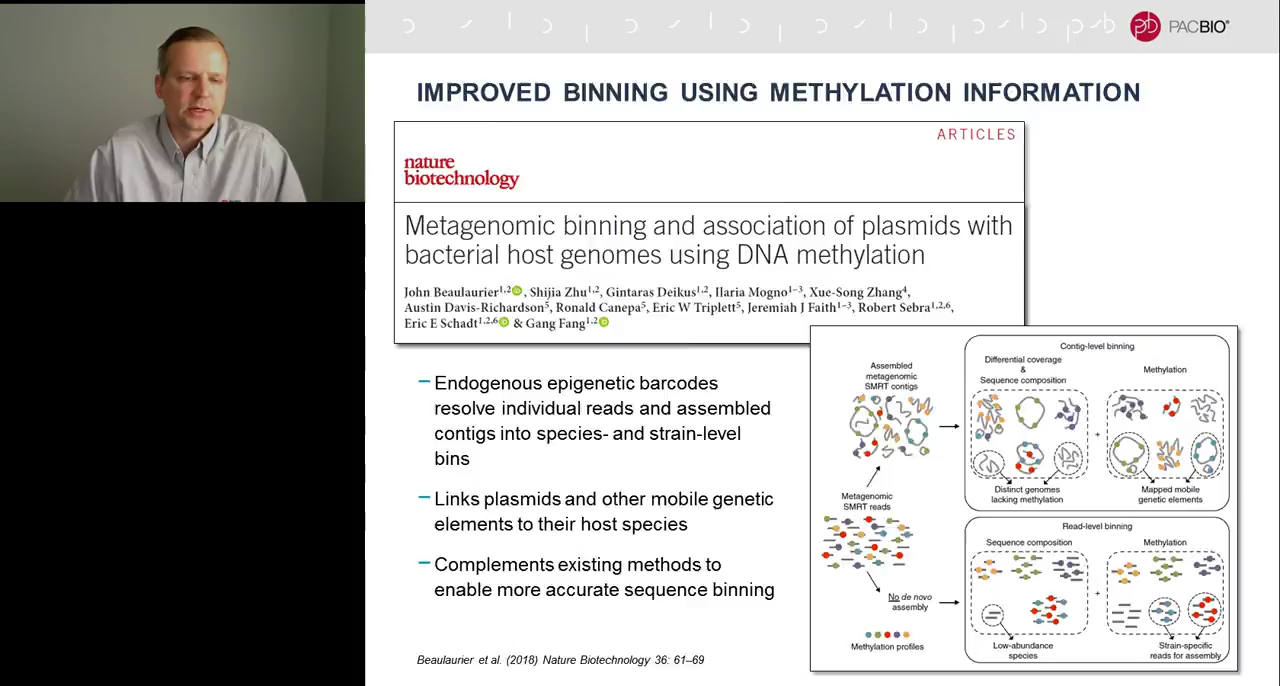 PACBIO®
IMPROVED BINNING USING METHYLATION INFORMATION
ARTICLES
nature
biotechnology
Metagenomic binning and association of plasmids with
bacterial host genomes using DNA methylation
John Beaulaurier1,2, Shijia Zhu1,2, Gintaras Deikus1,2, Ilaria Mogno1–3, Xue-Song Zhang4,
Austin Davis-Richardson5, Ronald Canepa5, Eric W Triplett5, Jeremiah J Faith1–3, Robert Sebra1,2,6,
Eric E Schadt1,2,6 & Gang Fang1,2
– Endogenous epigenetic barcodes
resolve individual reads and assembled
contigs into species- and strain-level
bins
– Links plasmids and other mobile genetic
elements to their host species
– Complements existing methods to
enable more accurate sequence binning
Beaulaurier et al. (2018) Nature Biotechnology 36: 61–69
Assembled
metagenomic
SMRT contigs
Metagenomic
SMRT reads
No de novo
assembly
Methylation profiles
Contig-level binning
Differential coverage
&
Sequence composition
Methylation
+
Distinct genomes
lacking methylation
Mapped mobile
genetic elements
Read-level binning
Sequence composition
Methylation
+
Low-abundance
species
Strain-specific
reads for assembly